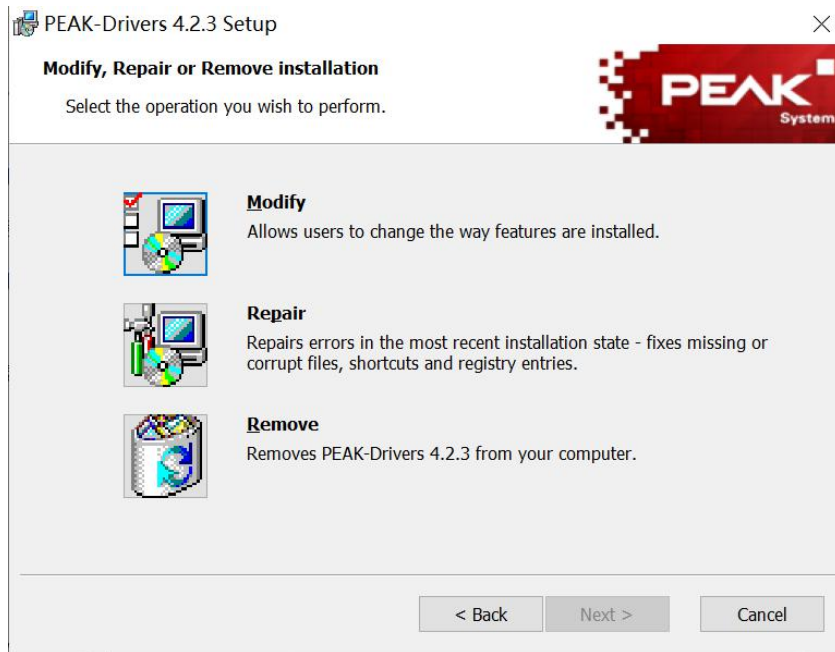 PEAK-Drivers 4.2.3 Setup
Modify, Repair or Remove installation
Select the operation you wish to perform.
PEAK
System
Modify
Allows users to change the way features are installed.
Repair
Repairs errors in the most recent installation state - fixes missing or
corrupt files, shortcuts and registry entries.
Remove
Removes PEAK-Drivers 4.2.3 from your computer.
< Back
Next >
Cancel